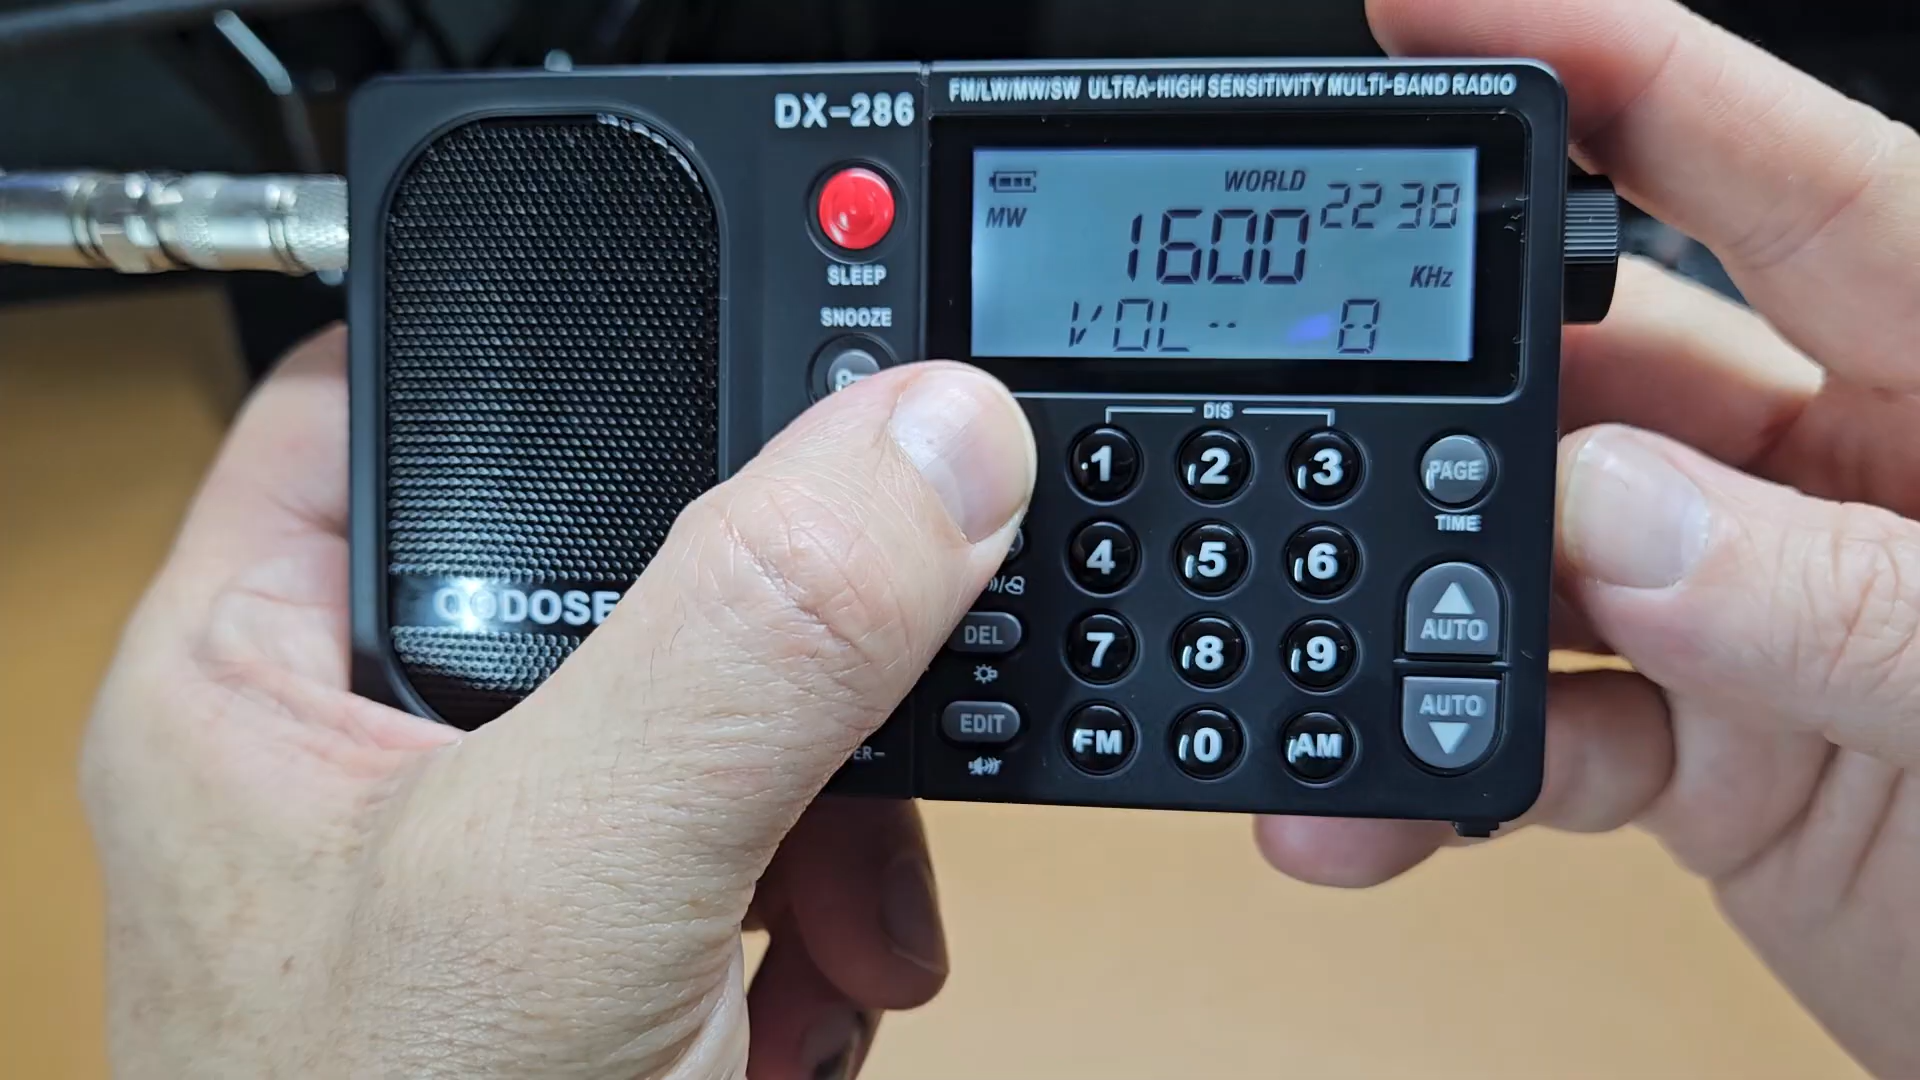 FM/LW/MW/SW ULTRA-HIGH SENSITIVITY MULTI-BAND RADIO
DX-286
WORLD
22 38
MW
1600
KHz
VOL -- 8
SLEEP
SNOOZE
DIS
1 2 3
PAGE
TIME
4 5 6
DEL
7 8 9
AUTO
EDIT
FM 0 AM
AUTO